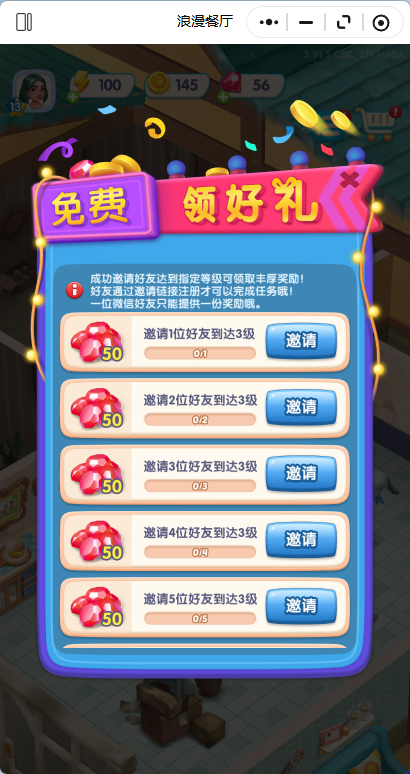 浪漫餐厅
100
145
56
13
免费
领好礼
成功邀请好友达到指定等级可领取丰厚奖励！
好友通过邀请链接注册才可以完成任务哦！
一位微信好友只能提供一份奖励哦。
50
邀请1位好友到达3级
0/1
邀请
50
邀请2位好友到达3级
0/2
邀请
50
邀请3位好友到达3级
0/3
邀请
50
邀请4位好友到达3级
0/4
邀请
50
邀请5位好友到达3级
0/5
邀请